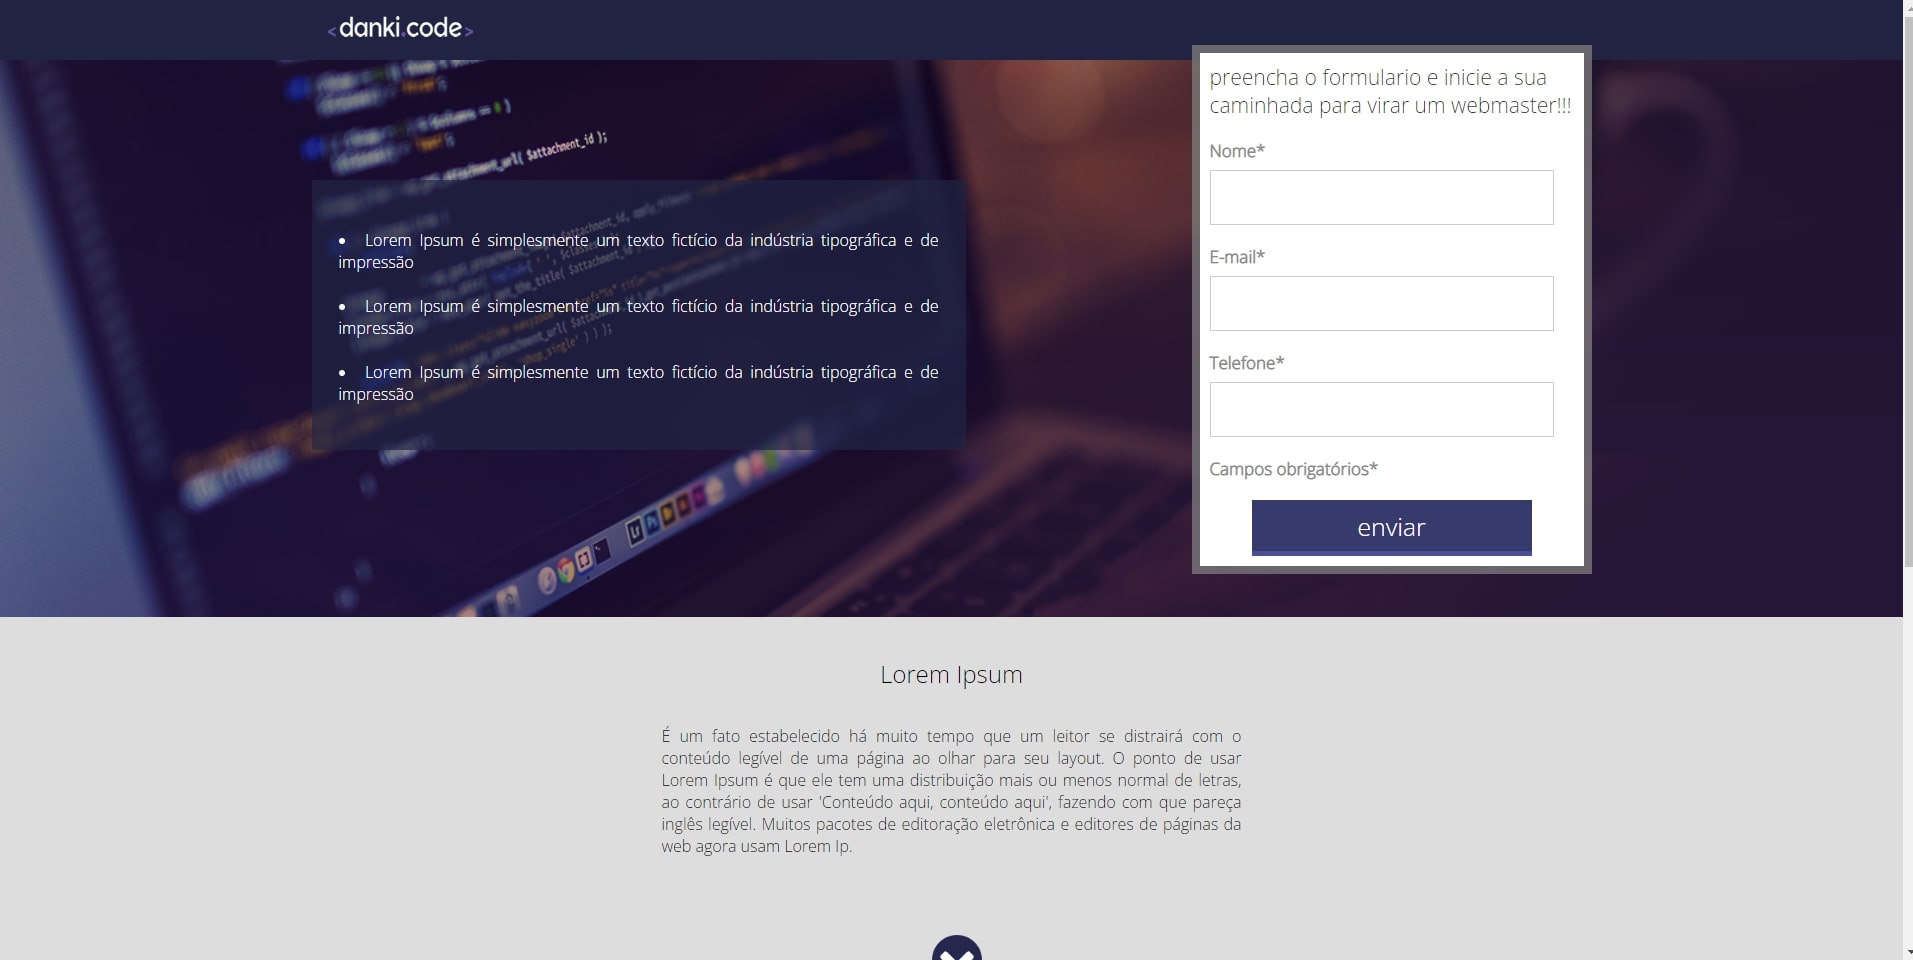 <danki.code>
$attachment_id );
preencha o formulario e inicie a sua
caminhada para virar um webmaster!!!
Nome*
E-mail*
Telefone*
Campos obrigatórios*
enviar
• Lorem Ipsum é simplesmente um texto fictício da indústria tipográfica e de
impressão
• Lorem Ipsum é simplesmente um texto fictício da indústria tipográfica e de
impressão
• Lorem Ipsum é simplesmente um texto fictício da indústria tipográfica e de
impressão
Lorem Ipsum
É um fato estabelecido há muito tempo que um leitor se distrairá com o
conteúdo legível de uma página ao olhar para seu layout. O ponto de usar
Lorem Ipsum é que ele tem uma distribuição mais ou menos normal de letras,
ao contrário de usar 'Conteúdo aqui, conteúdo aqui', fazendo com que pareça
inglês legível. Muitos pacotes de editoração eletrônica e editores de páginas da
web agora usam Lorem Ip.